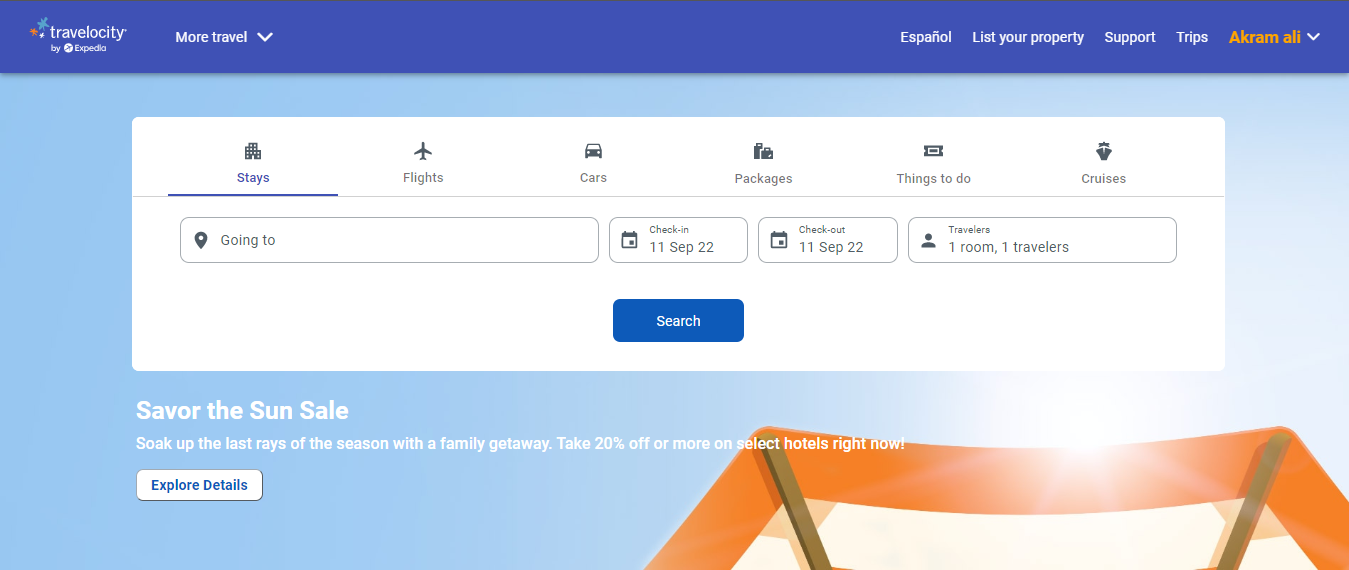 travelocity
by Expedia
More travel
Español
List your property
Support
Trips
Akram ali
Stays
Flights
Cars
Packages
Things to do
Cruises
Going to
Check-in
11 Sep 22
Check-out
11 Sep 22
Travelers
1 room, 1 travelers
Search
Savor the Sun Sale
Soak up the last rays of the season with a family getaway. Take 20% off or more on select hotels right now!
Explore Details